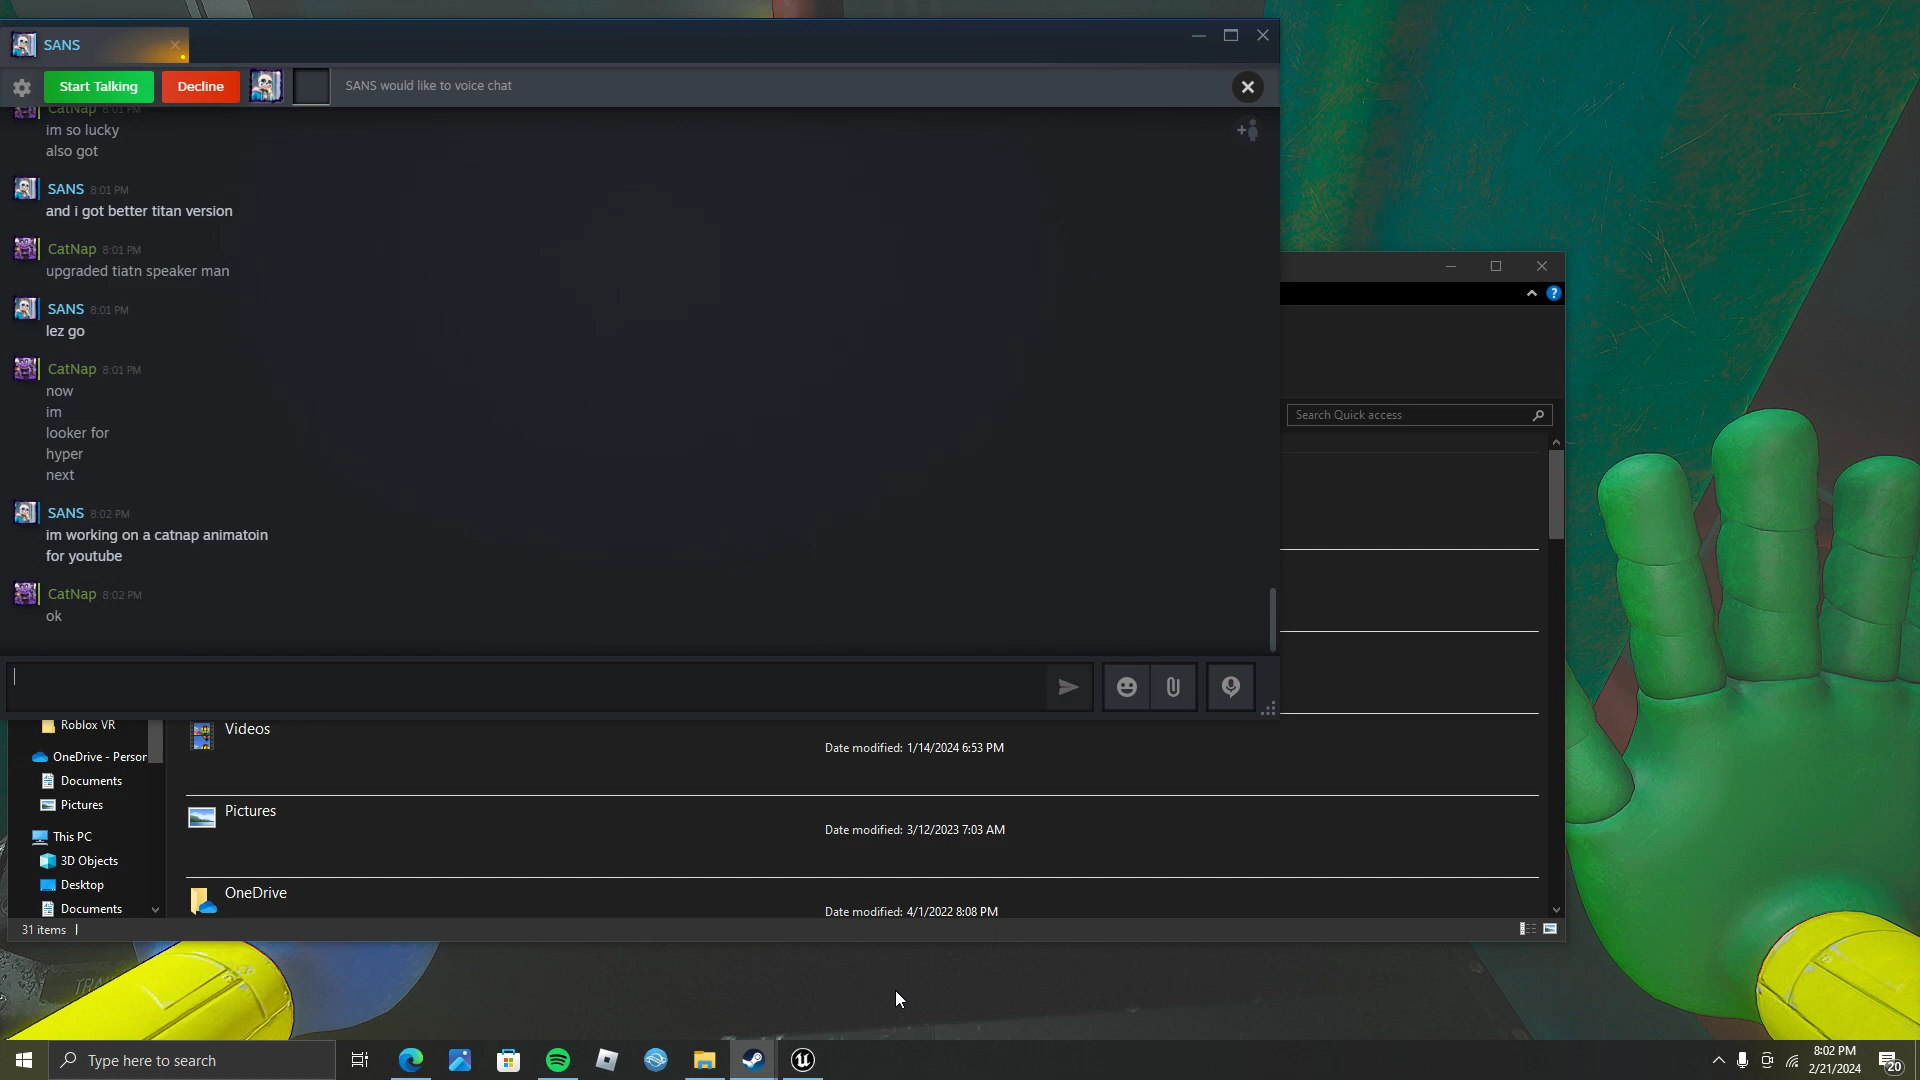 SANS
Start Talking
Decline
SANS would like to voice chat
CatNap 8:01 PM
im so lucky
also got
SANS 8:01 PM
and i got better titan version
CatNap 8:01 PM
upgraded tiatn speaker man
SANS 8:01 PM
lez go
CatNap 8:01 PM
now
im
looker for
hyper
next
SANS 8:02 PM
im working on a catnap animatoin
for youtube
CatNap 8:02 PM
ok
Search Quick access
Roblox VR
OneDrive - Person
Documents
Pictures
This PC
3D Objects
Desktop
Documents
Videos
Date modified: 1/14/2024 6:53 PM
Pictures
Date modified: 3/12/2023 7:03 AM
OneDrive
Date modified: 4/1/2022 8:08 PM
31 items
Type here to search
8:02 PM
2/21/2024
20